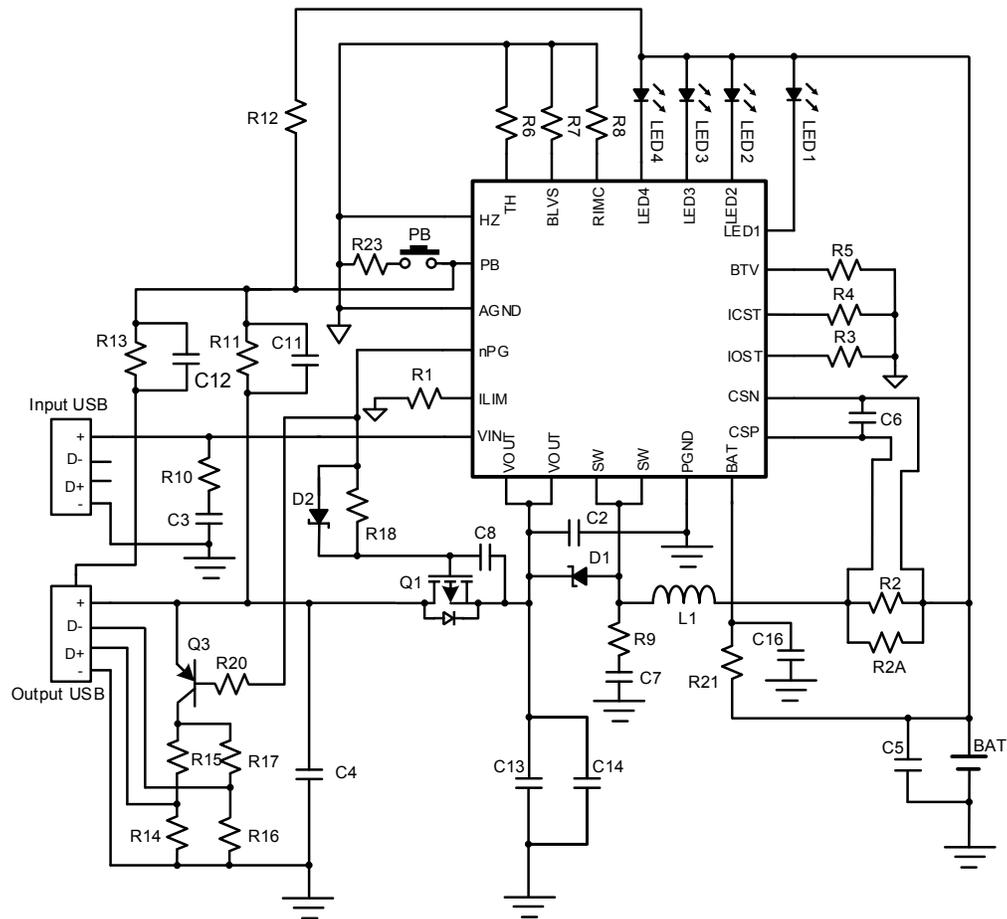 R12
R6
R7
R8
LED4
LED3
LED2
LED1
TH
BLVS
RIMC
LED4
LED3
LED2
LED1
HZ
R23
PB
PB
BTV
R5
AGND
ICST
R4
R13
R11
C11
nPG
IOST
R3
C12
R1
ILIM
CSN
C6
Input USB
+
VIN
CSP
D-
D+
-
VOUT
VOUT
SW
SW
PGND
BAT
R10
C3
D2
R18
C2
C8
D1
Q1
R2
+
D-
D+
-
L1
R9
C16
R2A
Q3
R20
C7
R21
Output USB
R15
R17
C4
C13
C14
C5
BAT
R14
R16